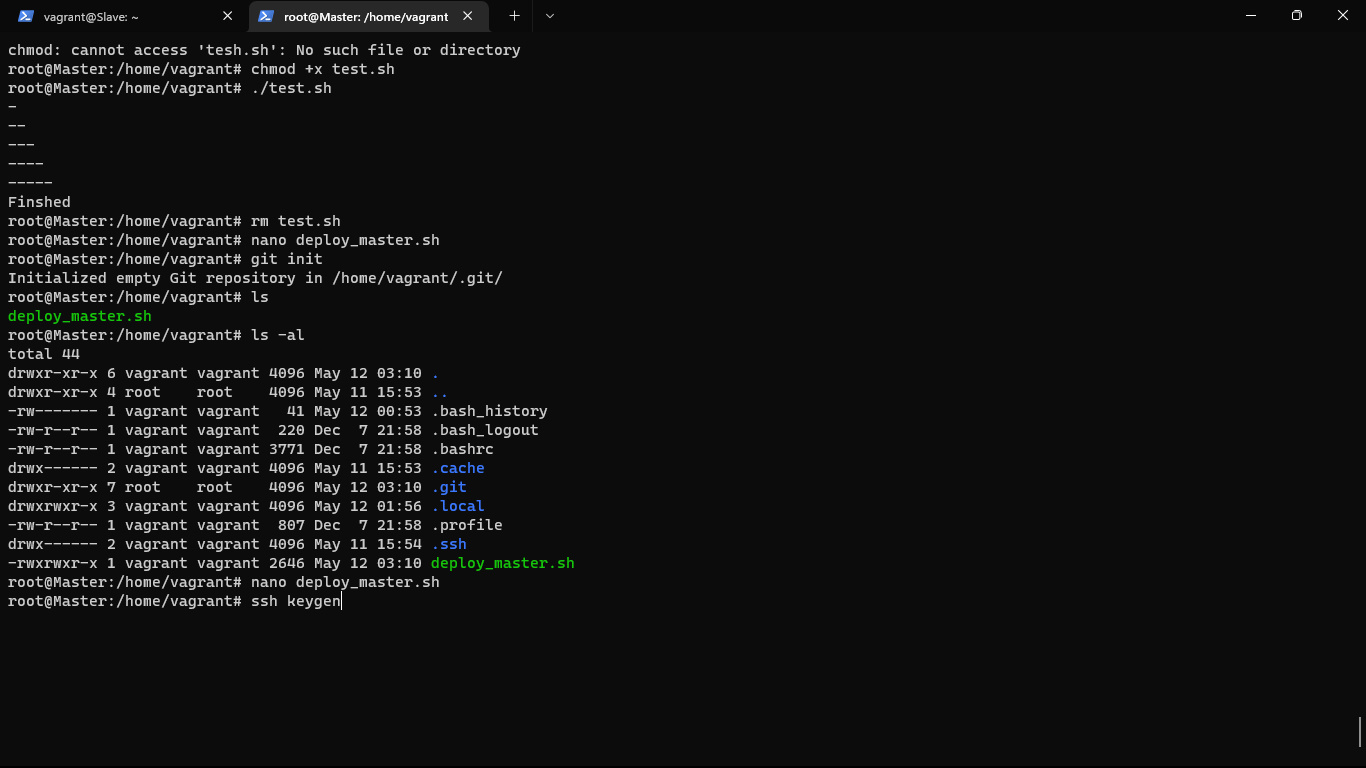 vagrant@Slave: ~
root@Master: /home/vagrant
chmod: cannot access 'tesh.sh': No such file or directory
root@Master:/home/vagrant# chmod +x test.sh
root@Master:/home/vagrant# ./test.sh
-
--
---
----
-----
Finshed
root@Master:/home/vagrant# rm test.sh
root@Master:/home/vagrant# nano deploy_master.sh
root@Master:/home/vagrant# git init
Initialized empty Git repository in /home/vagrant/.git/
root@Master:/home/vagrant# ls
deploy_master.sh
root@Master:/home/vagrant# ls -al
total 44
drwxr-xr-x 6 vagrant vagrant 4096 May 12 03:10 .
drwxr-xr-x 4 root    root    4096 May 11 15:53 ..
-rw------- 1 vagrant vagrant   41 May 12 00:53 .bash_history
-rw-r--r-- 1 vagrant vagrant  220 Dec  7 21:58 .bash_logout
-rw-r--r-- 1 vagrant vagrant 3771 Dec  7 21:58 .bashrc
drwx------ 2 vagrant vagrant 4096 May 11 15:53 .cache
drwxr-xr-x 7 root    root    4096 May 12 03:10 .git
drwxrwxr-x 3 vagrant vagrant 4096 May 12 01:56 .local
-rw-r--r-- 1 vagrant vagrant  807 Dec  7 21:58 .profile
drwx------ 2 vagrant vagrant 4096 May 11 15:54 .ssh
-rwxrwxr-x 1 vagrant vagrant 2646 May 12 03:10 deploy_master.sh
root@Master:/home/vagrant# nano deploy_master.sh
root@Master:/home/vagrant# ssh keygen